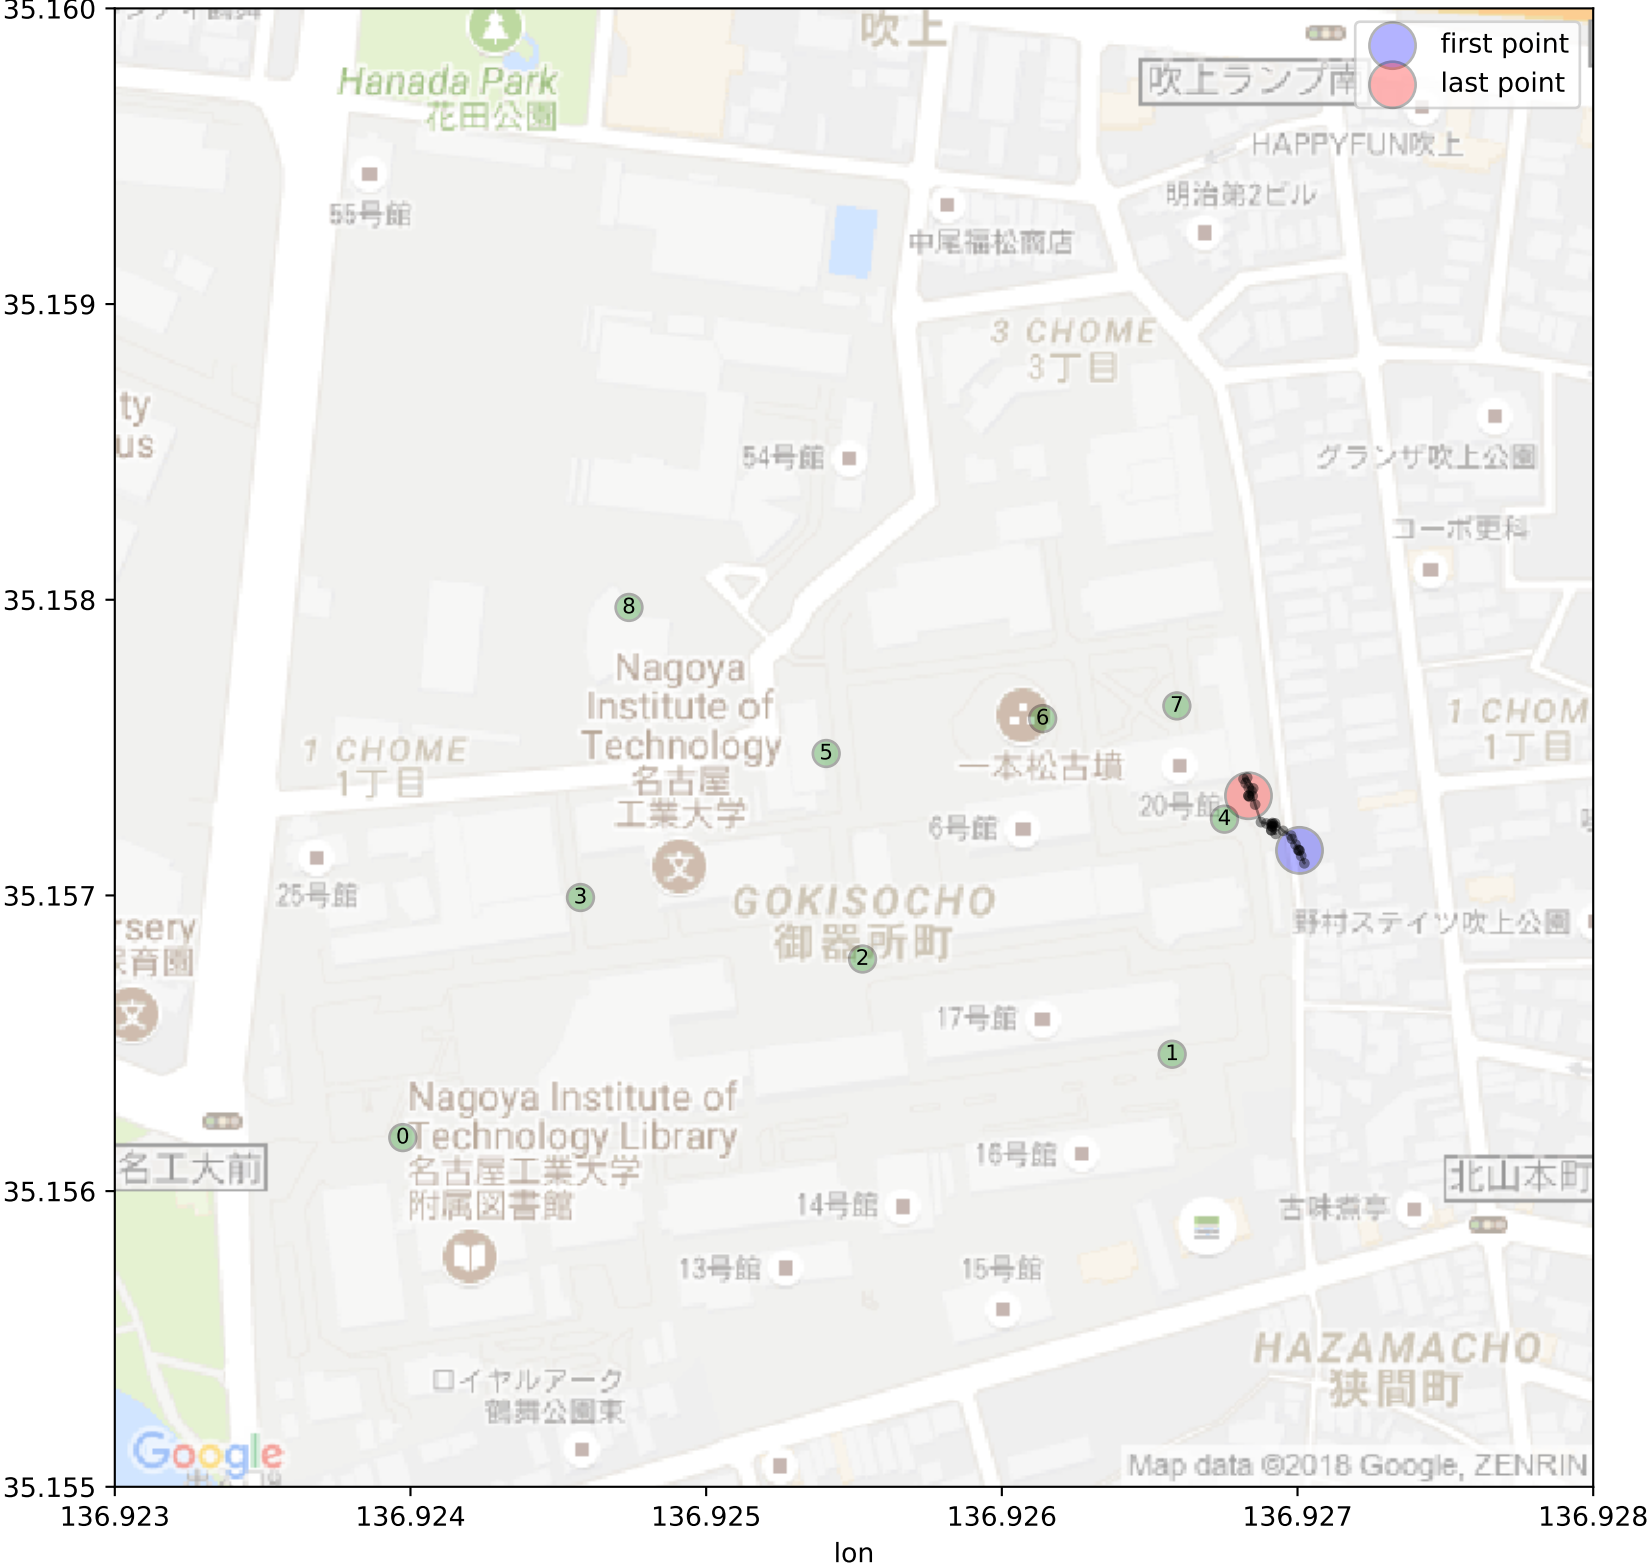 35.160
35.159
35.158
35.157
35.156
35.155
136.923
136.924
136.925
136.926
136.927
136.928
lon
first point
last point
吹上
Hanada Park
花田公園
吹上ランプ南
HAPPYFUN吹上
明治第2ビル
55号館
中尾福松商店
3 CHOME
3丁目
ty
us
54号館
グランザ吹上公園
コーポ更科
8
Nagoya
Institute of
Technology
名古屋
工業大学
7
6
5
一本松古墳
1 CHOME
1丁目
1 CHOM
1丁目
20号館
4
6号館
25号館
3
GOKISOCHO
御器所町
2
野村ステイツ吹上公園
rsery
保育園
17号館
1
Nagoya Institute of
Technology Library
名古屋工業大学
附属図書館
0
名工大前
16号館
北山本町
14号館
古味煮亭
13号館
15号館
HAZAMACHO
狭間町
ロイヤルアーク
鶴舞公園東
Google
Map data ©2018 Google, ZENRIN